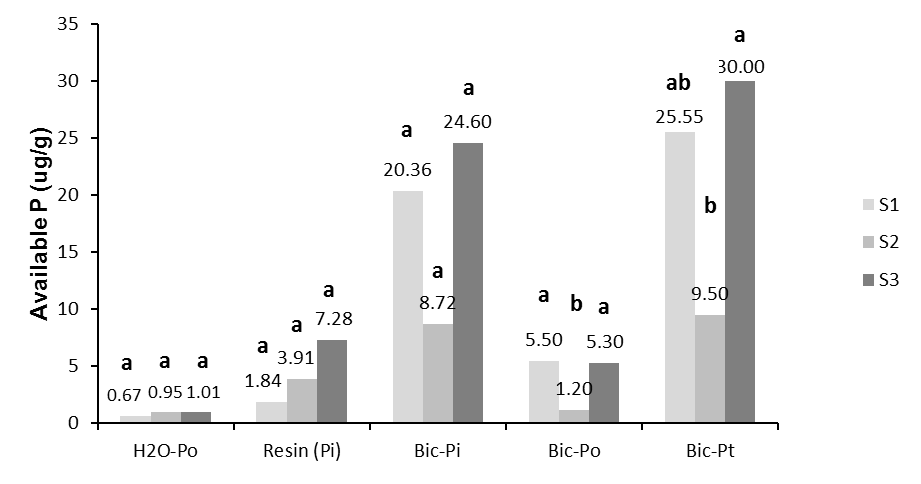 35
30
25
20
15
10
5
0
Available P (ug/g)
a a a
0.67 0.95 1.01
a a a
1.84 3.91 7.28
a a a
20.36 8.72 24.60
a b a
5.50 1.20 5.30
ab b a
25.55 9.50 30.00
H2O-Po Resin (Pi) Bic-Pi Bic-Po Bic-Pt
S1
S2
S3